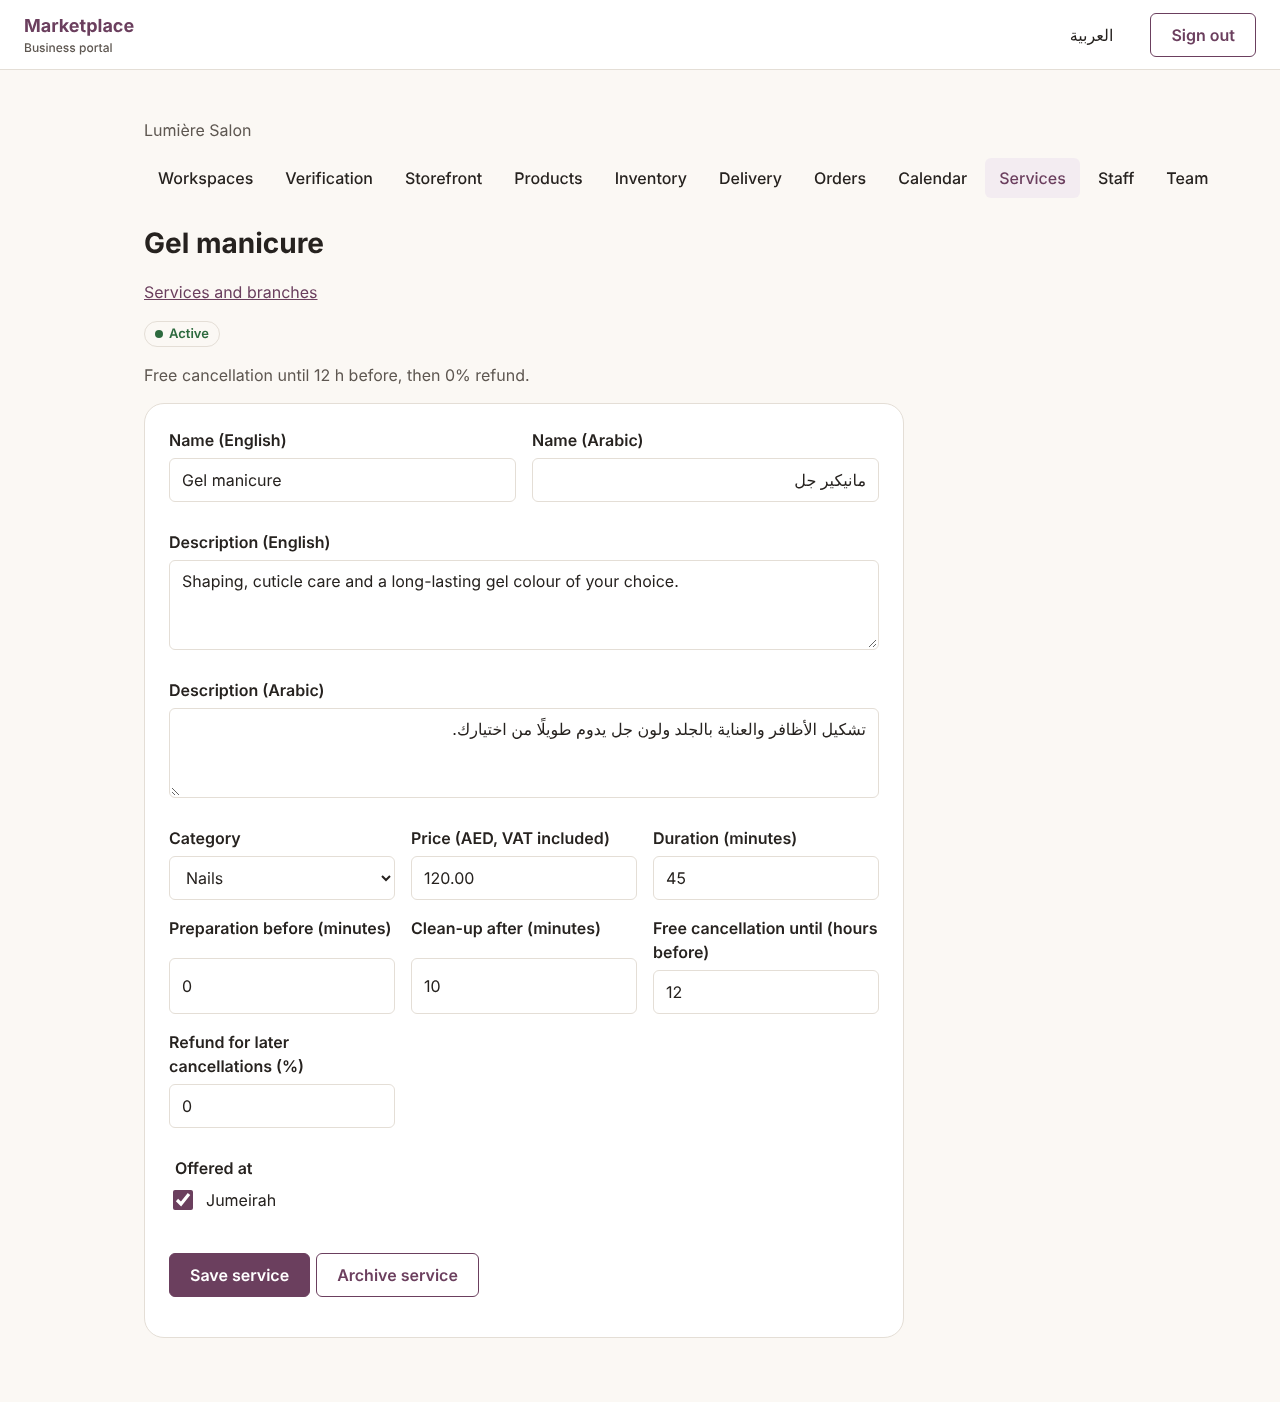 Marketplace
Business portal
العربية
Sign out
Lumière Salon
Workspaces Verification Storefront Products Inventory Delivery Orders Calendar Services Staff Team
Gel manicure
Services and branches
Active
Free cancellation until 12 h before, then 0% refund.
Name (English)
Gel manicure
Name (Arabic)
مانيكير جل
Description (English)
Shaping, cuticle care and a long-lasting gel colour of your choice.
Description (Arabic)
تشكيل الأظافر والعناية بالجلد ولون جل يدوم طويلًا من اختيارك.
Category
Nails
Price (AED, VAT included)
120.00
Duration (minutes)
45
Preparation before (minutes)
0
Clean-up after (minutes)
10
Free cancellation until (hours
before)
12
Refund for later
cancellations (%)
0
Offered at
Jumeirah
Save service
Archive service